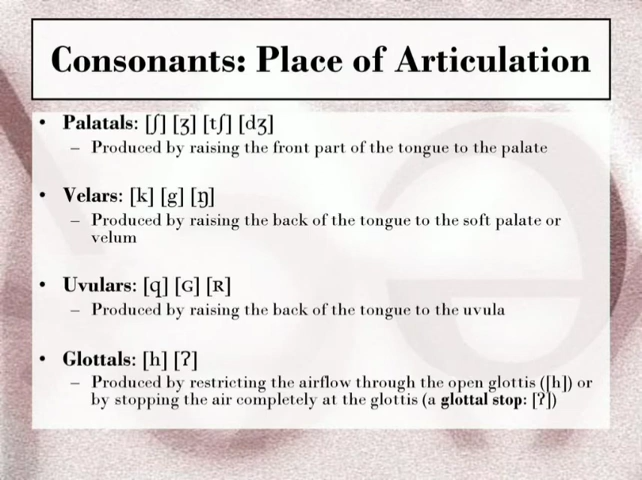 Consonants: Place of Articulation
• Palatals: [ʃ] [ʒ] [tʃ] [dʒ]
– Produced by raising the front part of the tongue to the palate
• Velars: [k] [g] [ŋ]
– Produced by raising the back of the tongue to the soft palate or
velum
• Uvulars: [q] [ɢ] [ʀ]
– Produced by raising the back of the tongue to the uvula
• Glottals: [h] [ʔ]
– Produced by restricting the airflow through the open glottis ([h]) or
by stopping the air completely at the glottis (a glottal stop: [ʔ])